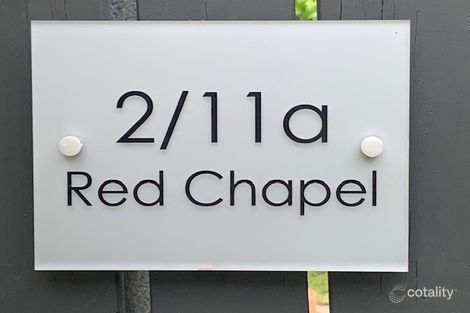 2/11a
Red Chapel
cotality